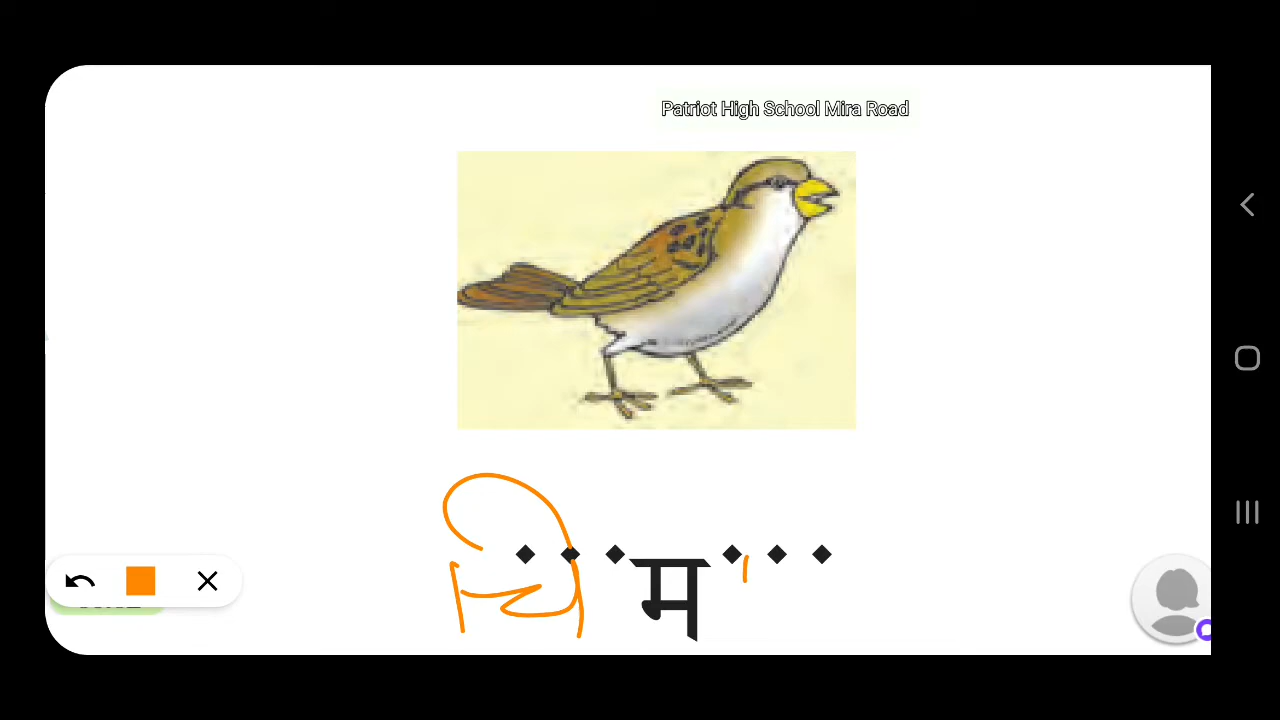 Patriot High School Mira Road
चि ••• म •••